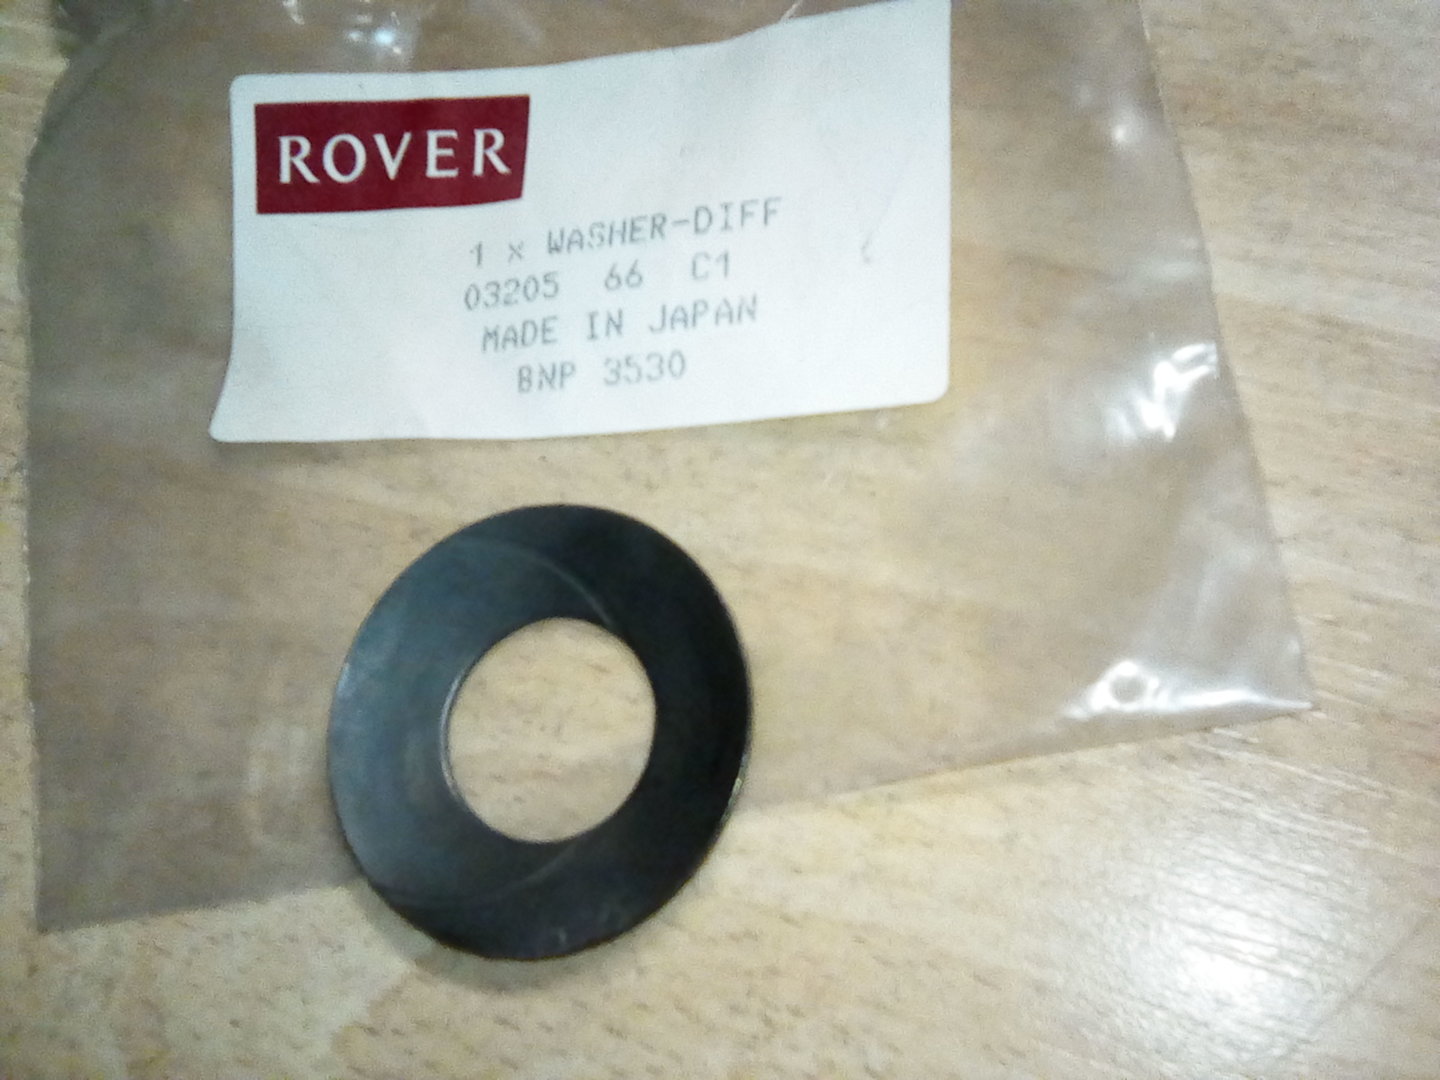 ROVER
1 x WASHER-DIFF
03205 66 C1
MADE IN JAPAN
BNP 3530